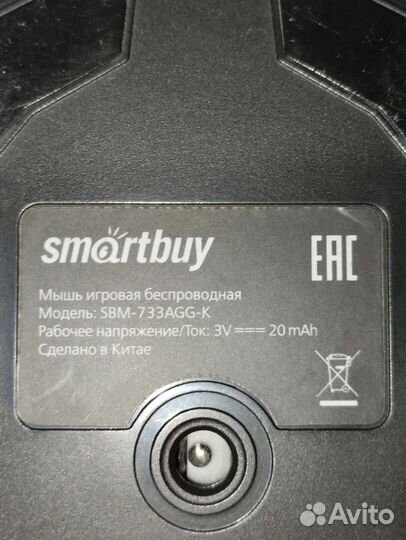 smartbuy
EAC
Мышь игровая беспроводная
Модель: SBM-733AGG-K
Рабочее напряжение/Ток: 3V 20 mAh
Сделано в Китае
Avito